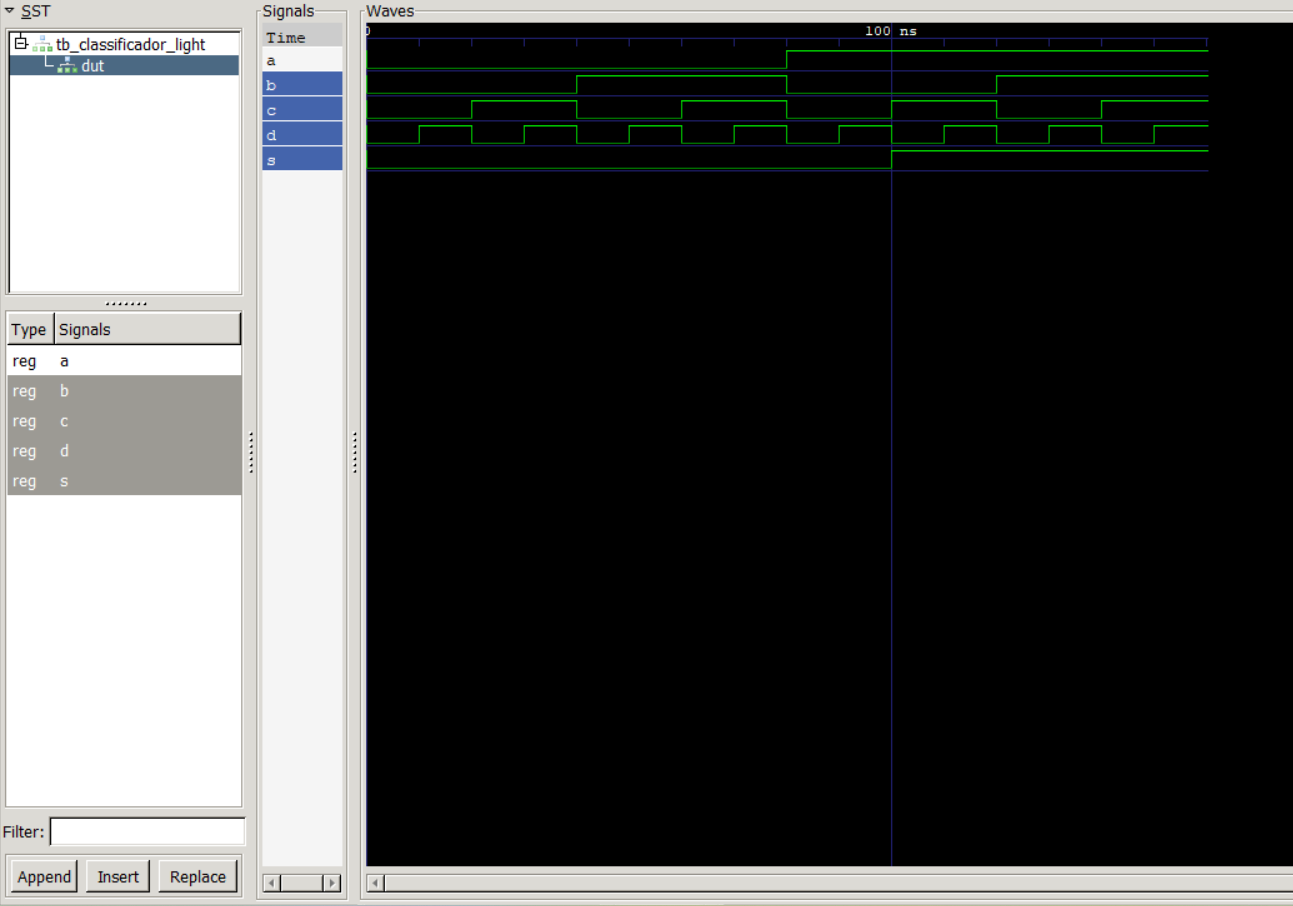 SST
tb_classificador_light
dut
Type Signals
reg a
reg b
reg c
reg d
reg s
Filter:
Append Insert Replace
Signals
Time
a
b
c
d
s
Waves
0 100 ns